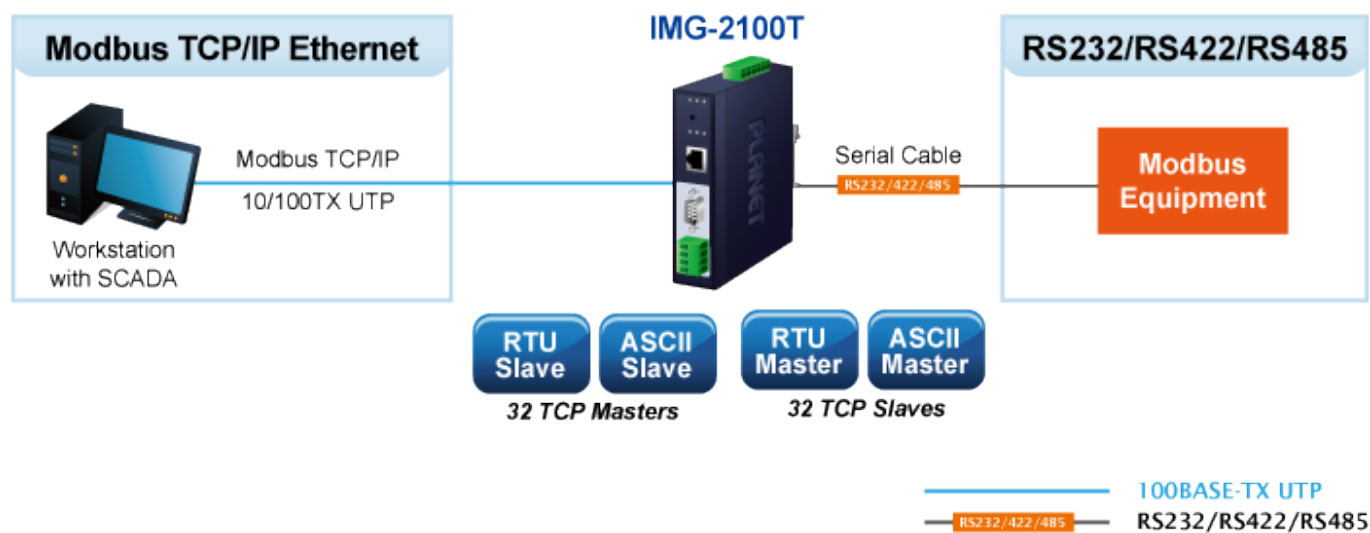 IMG-2100T
Modbus TCP/IP Ethernet
RS232/RS422/RS485
Modbus TCP/IP
10/100TX UTP
Workstation
with SCADA
PLANET
Serial Cable
RS232/422/485
Modbus
Equipment
RTU
Slave
ASCII
Slave
RTU
Master
ASCII
Master
32 TCP Masters
32 TCP Slaves
100BASE-TX UTP
RS232/422/485
RS232/RS422/RS485